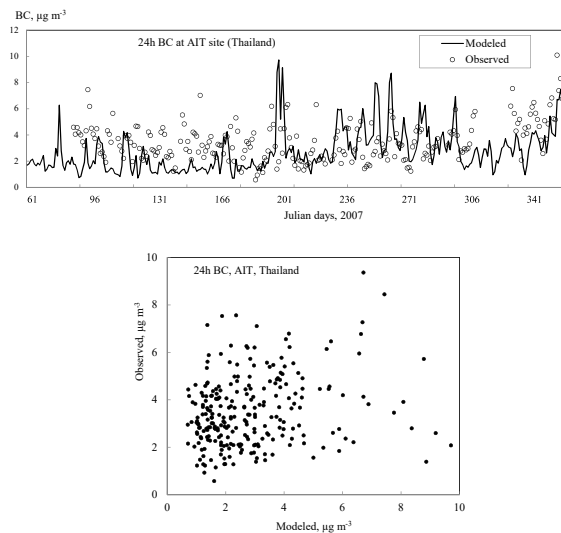 BC, µg m-3
24h BC at AIT site (Thailand)
Modeled
Observed
12
10
8
6
4
2
0
61 96 131 166 201 236 271 306 341
Julian days, 2007
24h BC, AIT, Thailand
Observed, µg m-3
10
8
6
4
2
0
0 2 4 6 8 10
Modeled, µg m-3